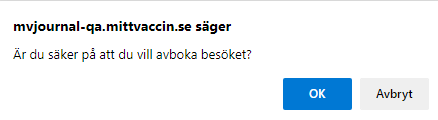 mvjournal-qa.mittvaccin.se säger
Är du säker på att du vill avboka besöket?
OK
Avbryt